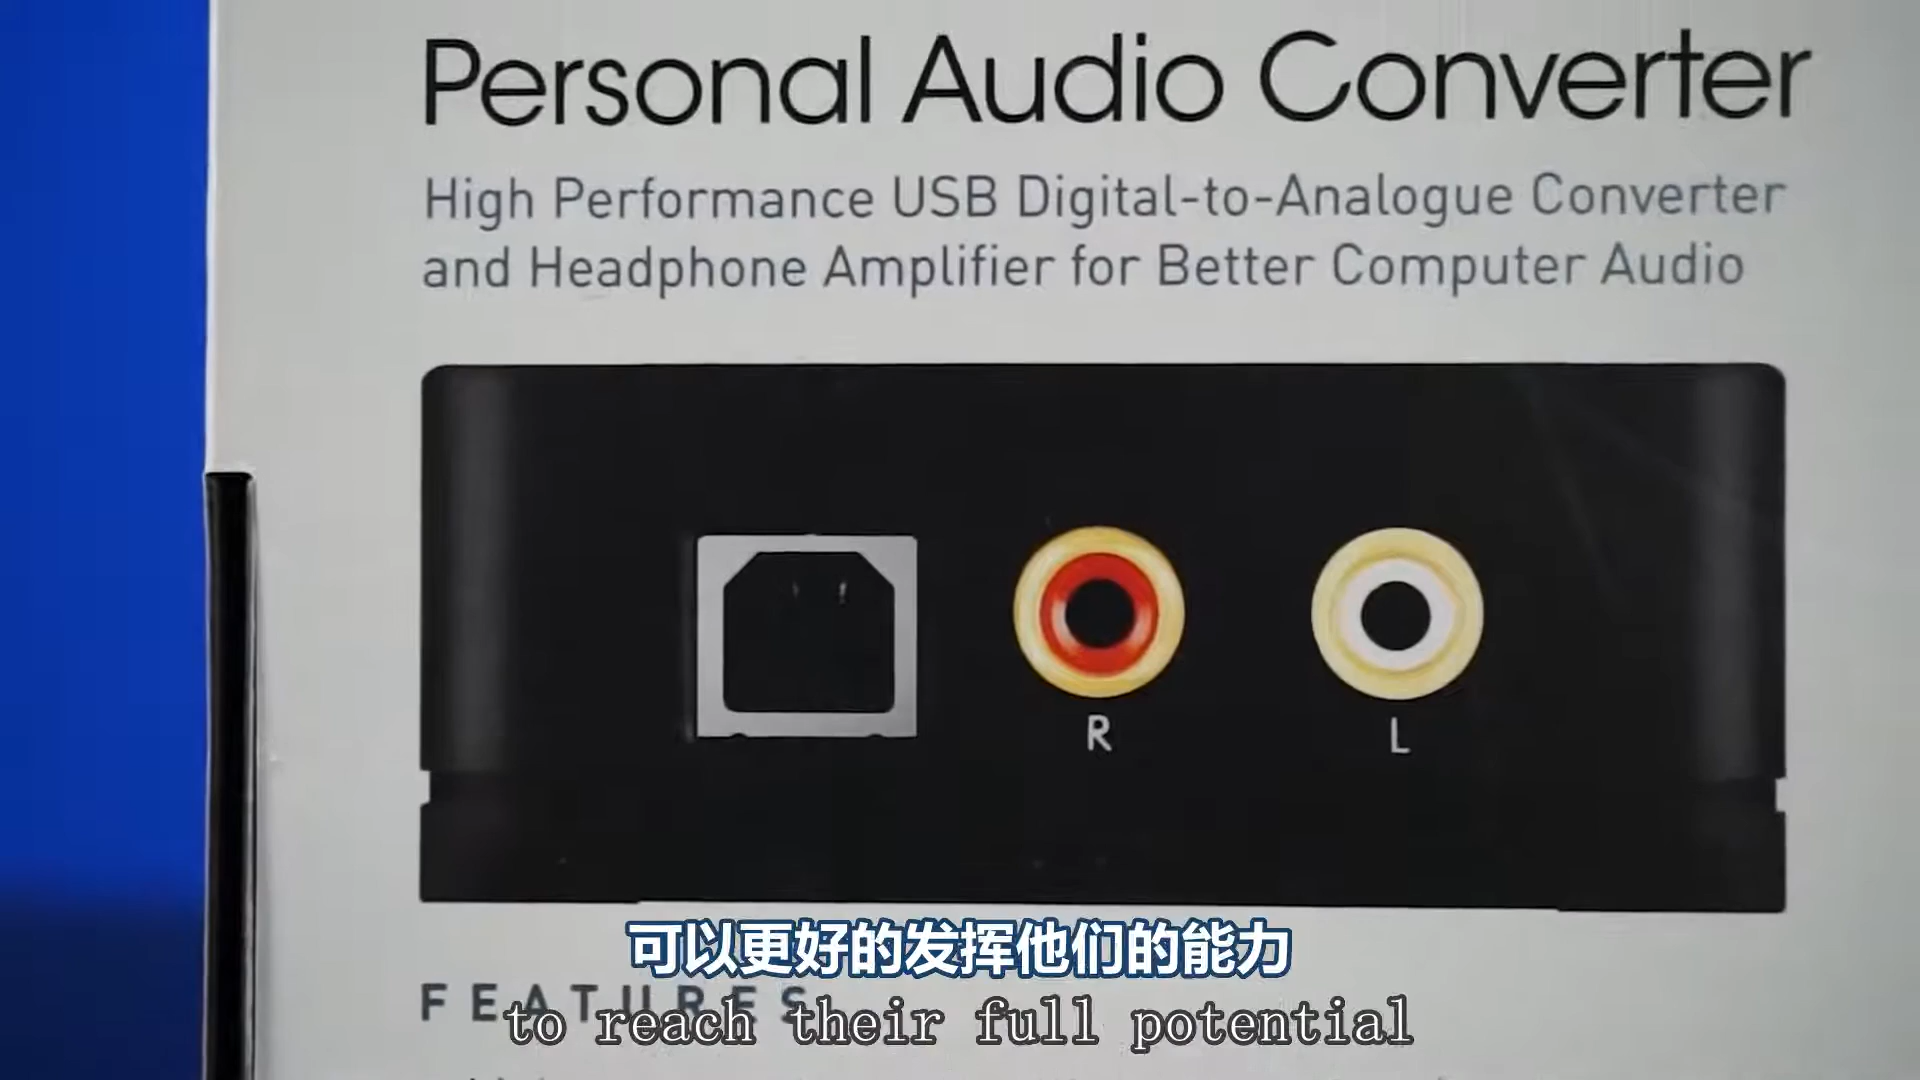 Personal Audio Converter
High Performance USB Digital-to-Analogue Converter
and Headphone Amplifier for Better Computer Audio
R
L
可以更好的发挥他们的能力
FEATURES
to reach their full potential